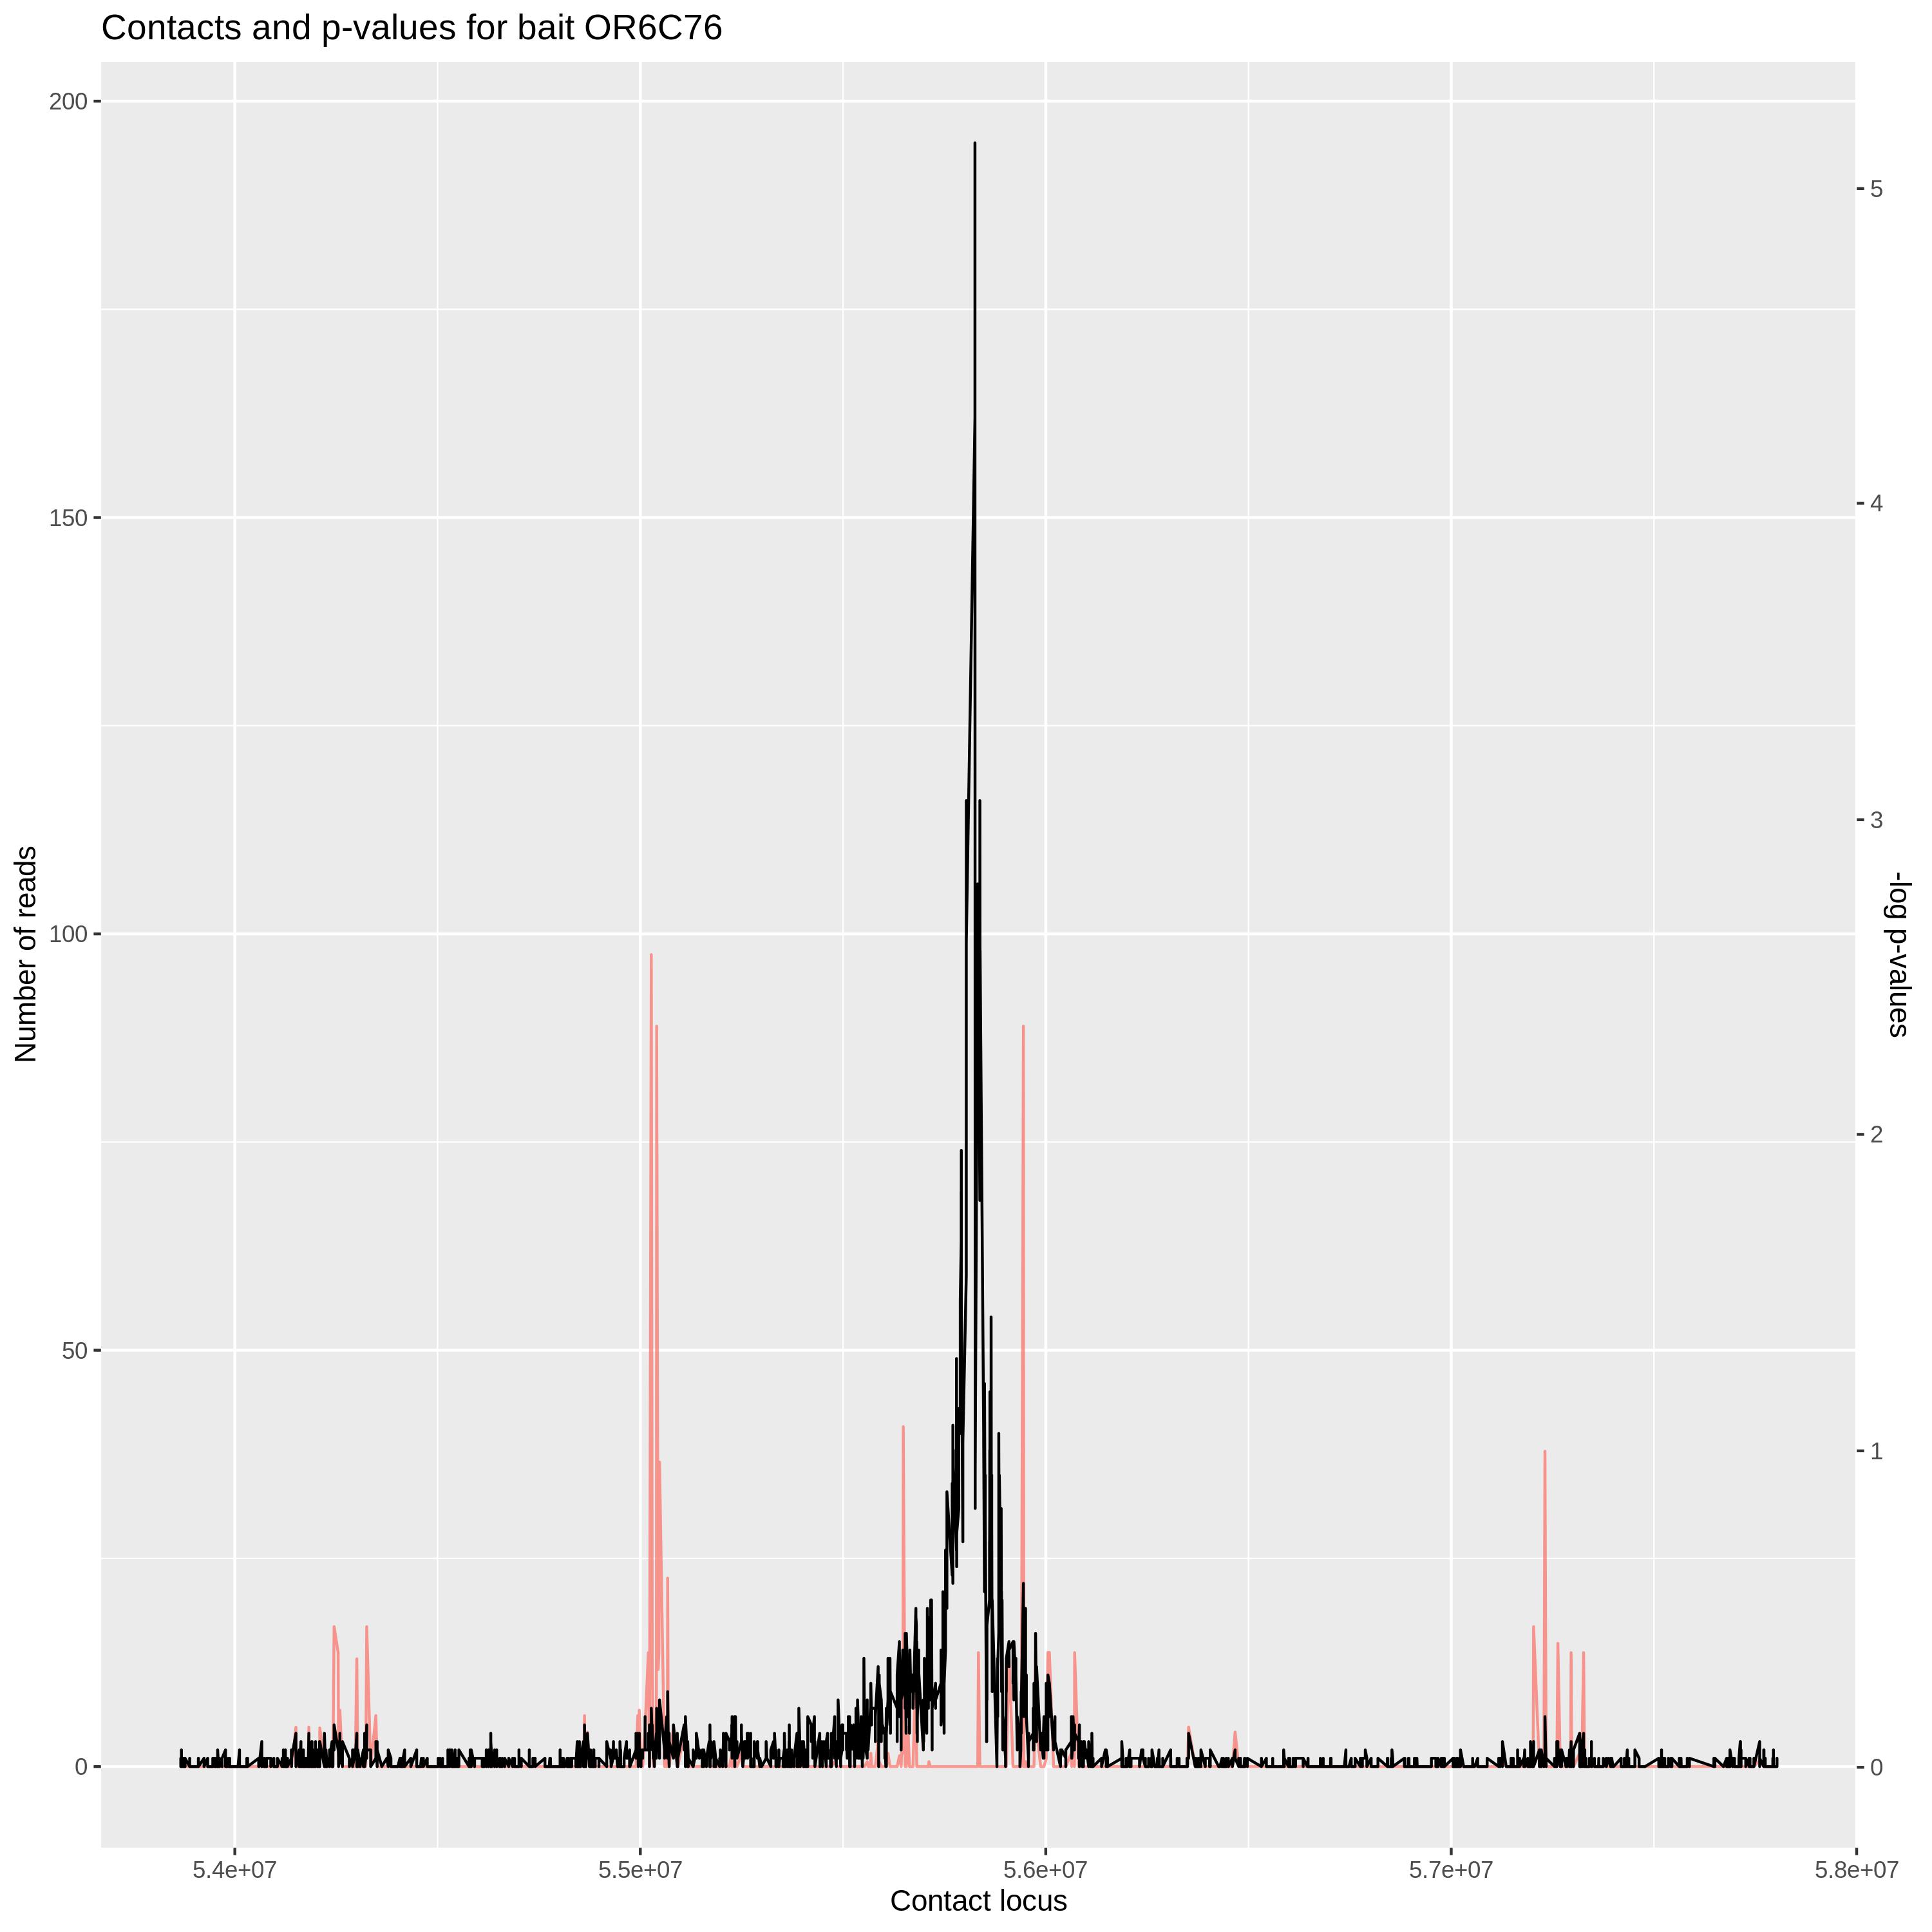 Contacts and p-values for bait OR6C76
200
150
100
50
0
Number of reads
5
4
3
2
1
0
-log p-values
5.4e+07
5.5e+07
5.6e+07
5.7e+07
5.8e+07
Contact locus